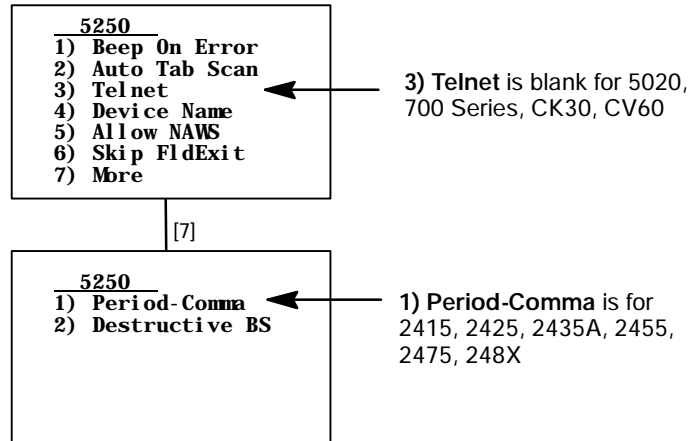 5250
1) Beep On Error
2) Auto Tab Scan
3) Telnet
4) Device Name
5) Allow NAWS
6) Skip FldExit
7) More
3) Telnet is blank for 5020,
700 Series, CK30, CV60
[7]
5250
1) Period-Comma
2) Destructive BS
1) Period-Comma is for
2415, 2425, 2435A, 2455,
2475, 248X